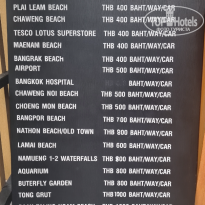 PLAI LEAM BEACH THB 400 BAHT/WAY/CAR
CHAWENG BEACH THB 400 BAHT/WAY/CAR
TESCO LOTUS SUPERSTORE THB 400 BAHT/WAY/CAR
MAENAM BEACH THB 400 BAHT/WAY/CAR
BANGRAK BEACH THB 400 BAHT/WAY/CAR
AIRPORT THB 500 BAHT/WAY/CAR
BANGKOK HOSPITAL BAHT/WAY/CAR
CHAWENG NOI BEACH THB 500 BAHT/WAY/CAR
CHOENG MON BEACH THB 500 BAHT/WAY/CAR
BANGPOR BEACH THB 700 BAHT/WAY/CAR
NATHON BEACH/OLD TOWN THB 800 BAHT/WAY/CAR
LAMAI BEACH THB 600 BAHT/WAY/CAR
NAMUENG 1-2 WATERFALLS THB 800 BAHT/WAY/CAR
AQUARIUM THB 800 BAHT/WAY/CAR
BUTERFLY GARDEN THB 800 BAHT/WAY/CAR
TONG GRUT BAHT/WAY/CAR